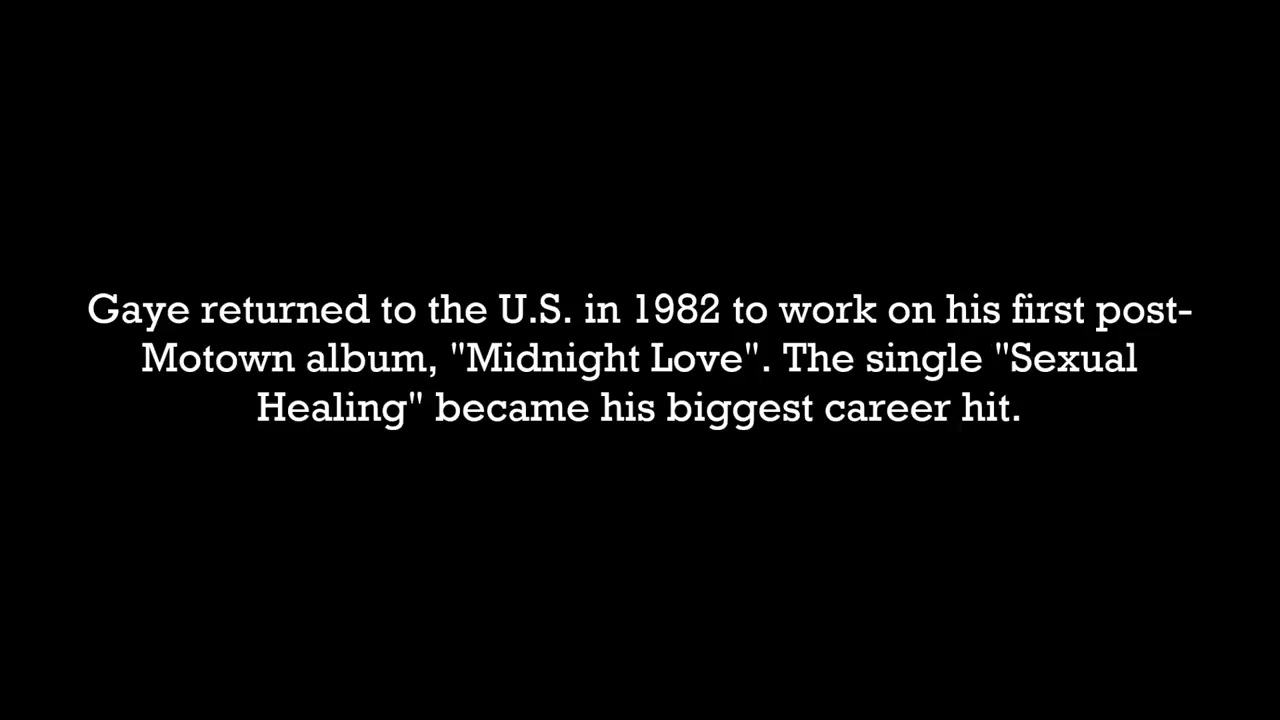 Gaye returned to the U.S. in 1982 to work on his first post-
Motown album, "Midnight Love". The single "Sexual
Healing" became his biggest career hit.